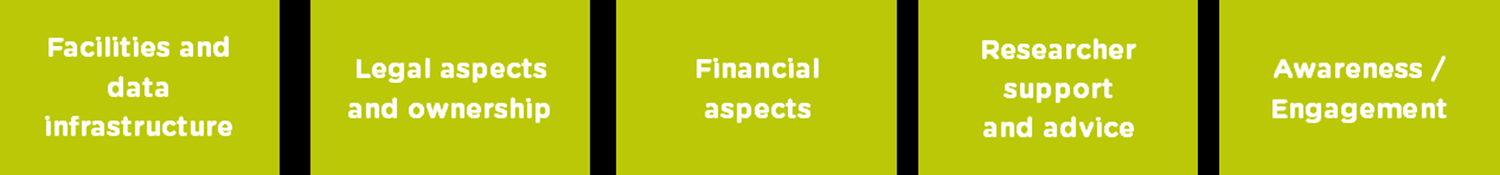 Facilities and
data
infrastructure
Legal aspects
and ownership
Financial
aspects
Researcher
support
and advice
Awareness /
Engagement